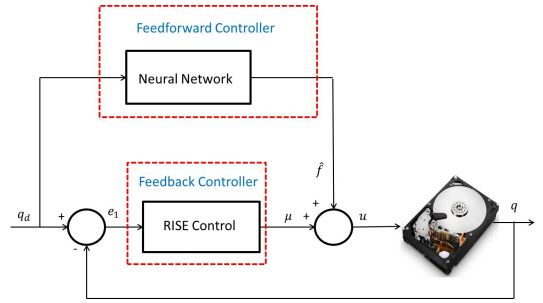 Feedforward Controller
Neural Network
f̂
Feedback Controller
q_d
+
-
e_1
RISE Control
μ
+
+
u
q